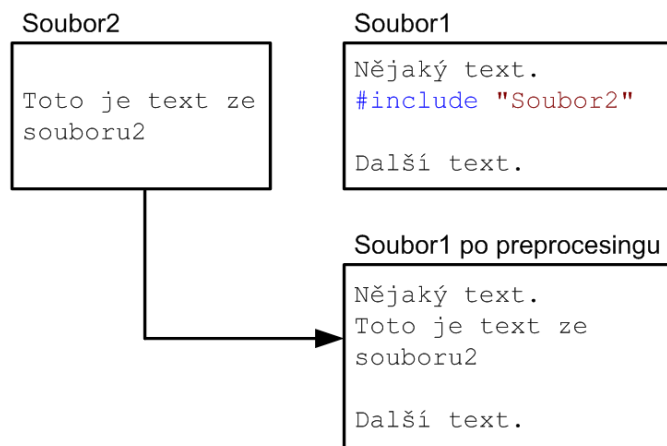 Soubor2
Toto je text ze
souboru2
Soubor1
Nějaký text.
#include "Soubor2"
Další text.
Soubor1 po preprocesingu
Nějaký text.
Toto je text ze
souboru2
Další text.